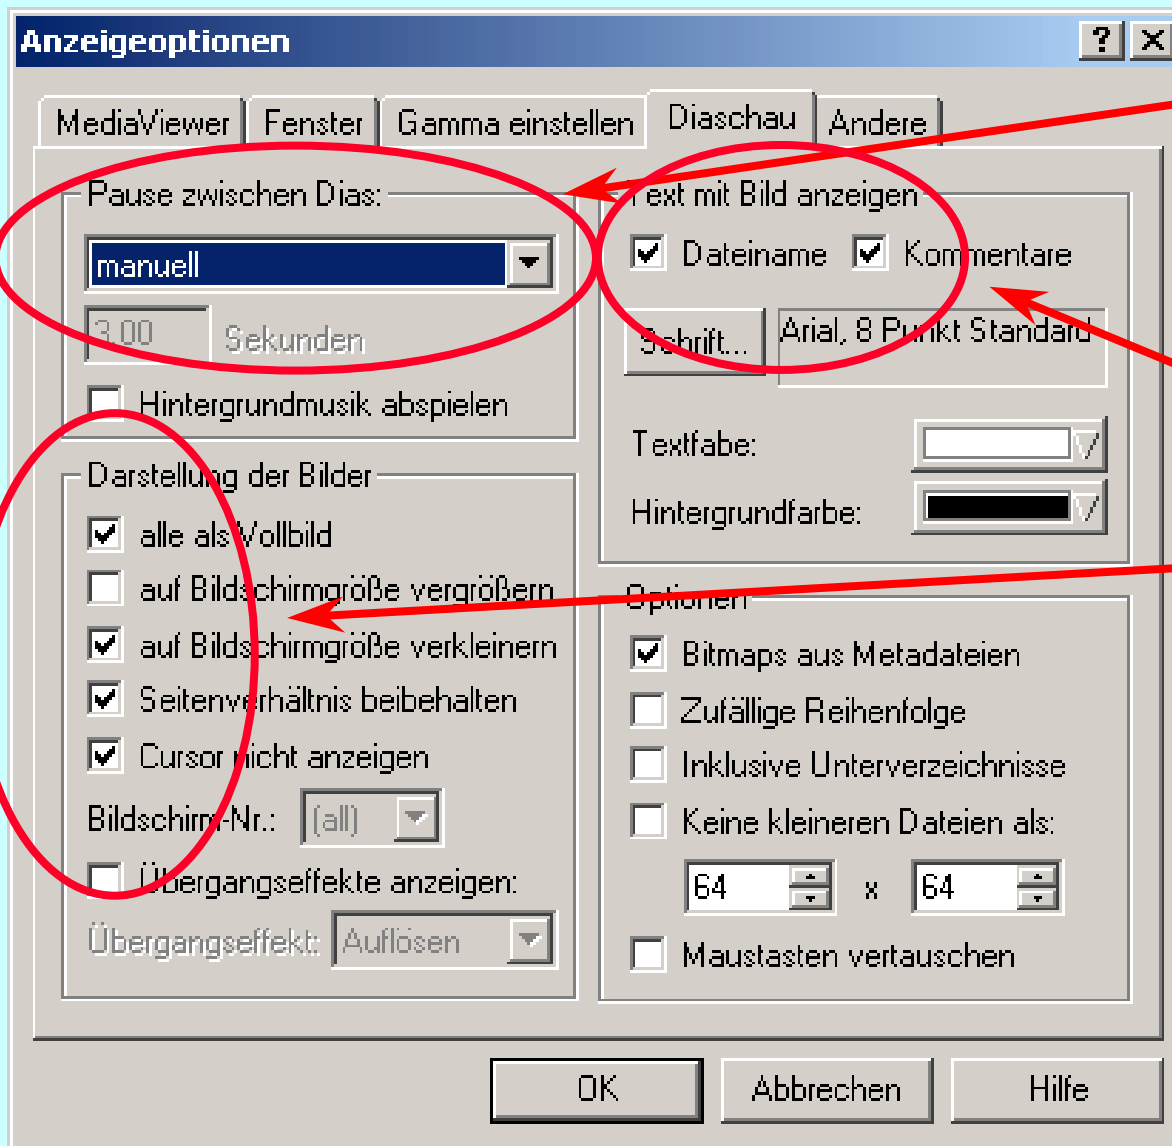 Anzeigeoptionen
MediaViewer Fenster Gamma einstellen Diaschau Andere
Pause zwischen Dias:
manuell
3.00 Sekunden
Hintergrundmusik abspielen
Darstellung der Bilder
alle als Vollbild
auf Bildschirmgröße vergrößern
auf Bildschirmgröße verkleinern
Seitenverhältnis beibehalten
Cursor nicht anzeigen
Bildschirm-Nr.: (all)
Übergangseffekte anzeigen:
Übergangseffekt: Auflösen
Text mit Bild anzeigen
Dateiname Kommentare
Schrift... Arial, 8 Punkt Standard
Textfabe:
Hintergrundfarbe:
Optionen
Bitmaps aus Metadateien
Zufällige Reihenfolge
Inklusive Unterverzeichnisse
Keine kleineren Dateien als:
64 x 64
Maustasten vertauschen
OK Abbrechen Hilfe